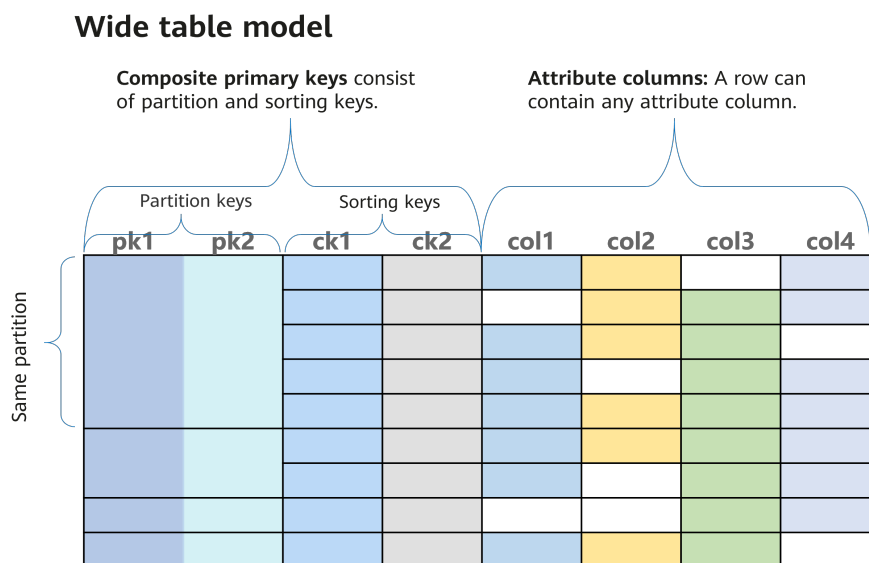 Wide table model
Composite primary keys consist
of partition and sorting keys.
Attribute columns: A row can
contain any attribute column.
Partition keys
Sorting keys
pk1 pk2 ck1 ck2 col1 col2 col3 col4
Same partition